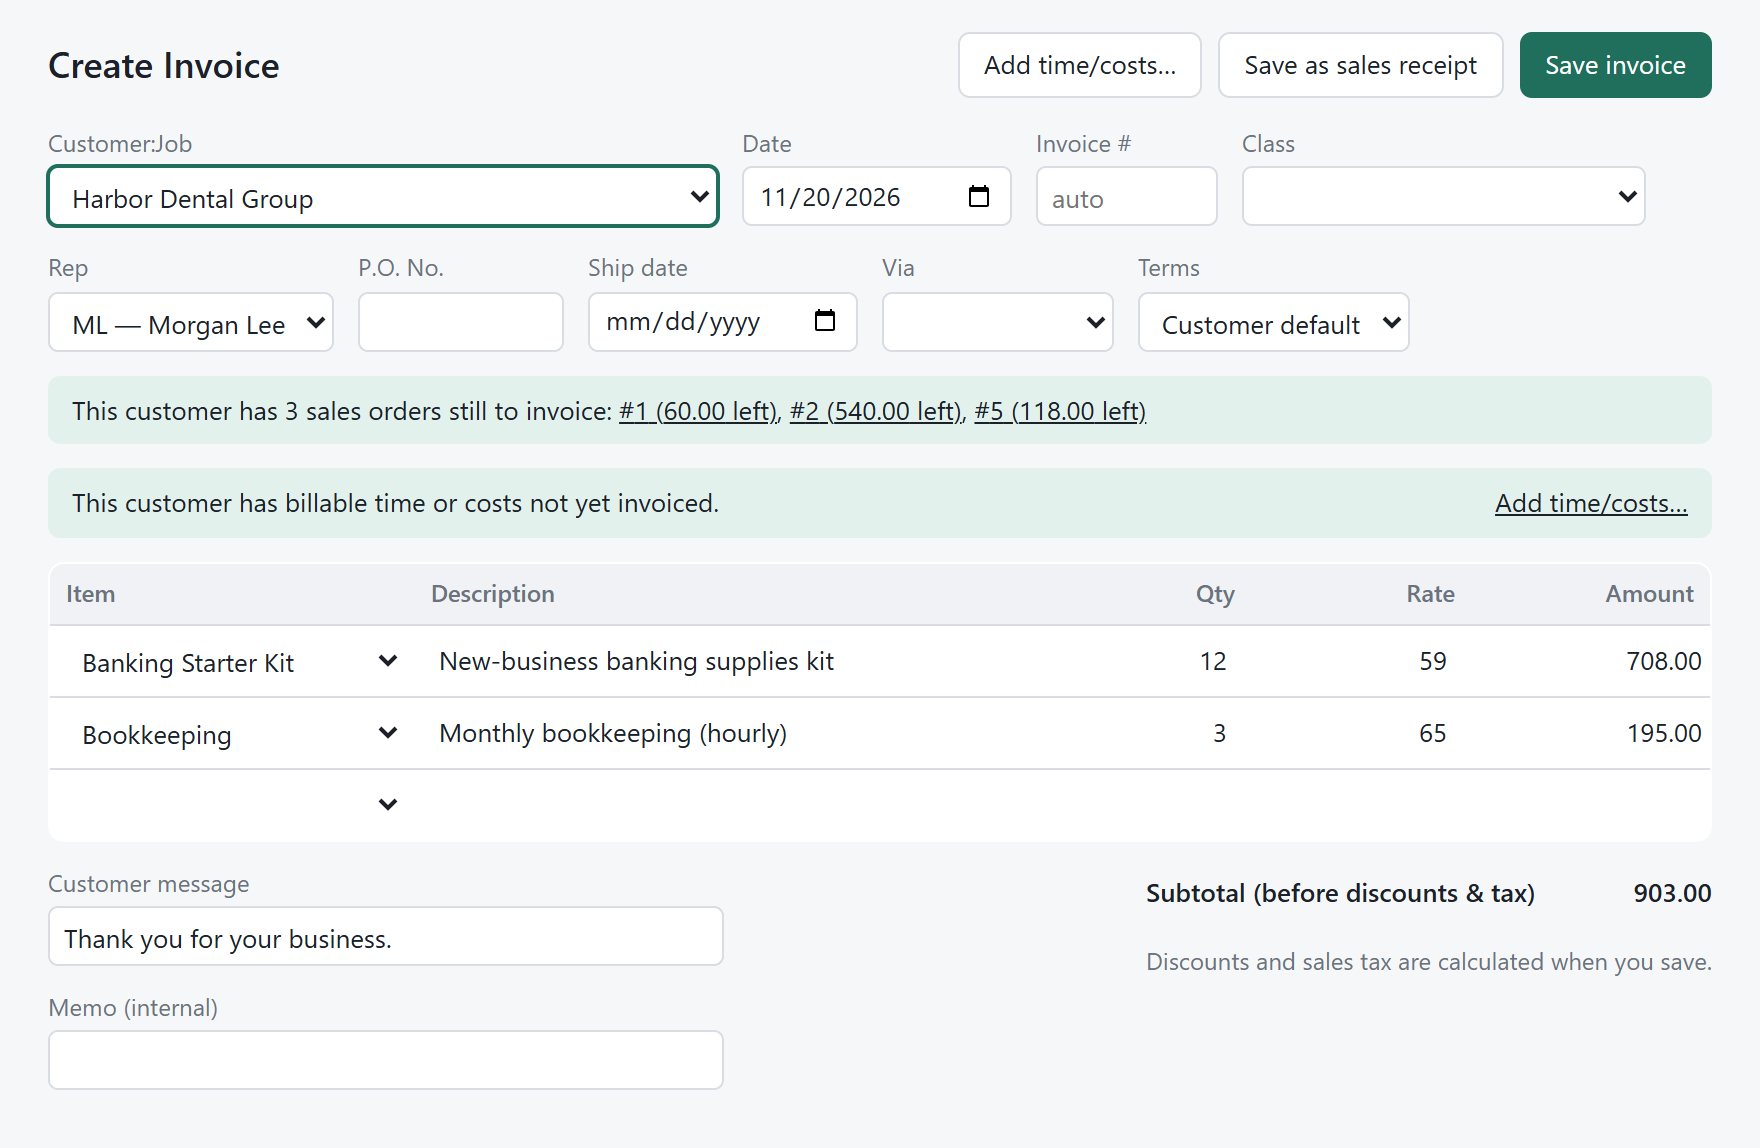 Create Invoice
Add time/costs... Save as sales receipt Save invoice
Customer:Job Date Invoice # Class
Harbor Dental Group 11/20/2026 auto
Rep P.O. No. Ship date Via Terms
ML — Morgan Lee mm/dd/yyyy Customer default
This customer has 3 sales orders still to invoice: #1 (60.00 left), #2 (540.00 left), #5 (118.00 left)
This customer has billable time or costs not yet invoiced. Add time/costs...
Item Description Qty Rate Amount
Banking Starter Kit New-business banking supplies kit 12 59 708.00
Bookkeeping Monthly bookkeeping (hourly) 3 65 195.00
Customer message
Subtotal (before discounts & tax) 903.00
Thank you for your business.
Discounts and sales tax are calculated when you save.
Memo (internal)